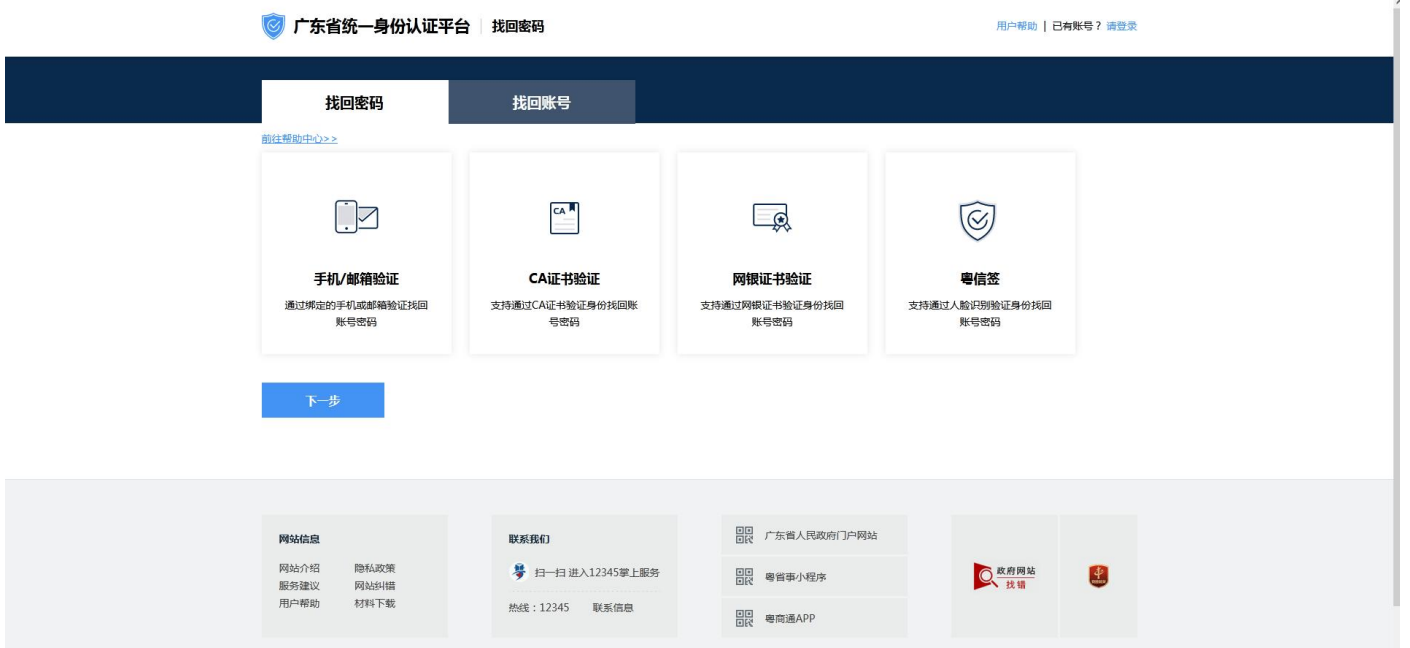 广东省统一身份认证平台 找回密码
用户帮助 | 已有账号？请登录
找回密码
找回账号
前往帮助中心>>
CA
手机/邮箱验证
通过绑定的手机或邮箱验证找回
账号密码
CA证书验证
支持通过CA证书验证身份找回账
号密码
网银证书验证
支持通过网银证书验证身份找回
账号密码
粤信签
支持通过人脸识别验证身份找回
账号密码
下一步
网站信息
网站介绍 隐私政策
服务建议 网站纠错
用户帮助 材料下载
联系我们
扫一扫 进入12345掌上服务
热线：12345 联系信息
广东省人民政府门户网站
粤省事小程序
粤商通APP
政府网站
找错